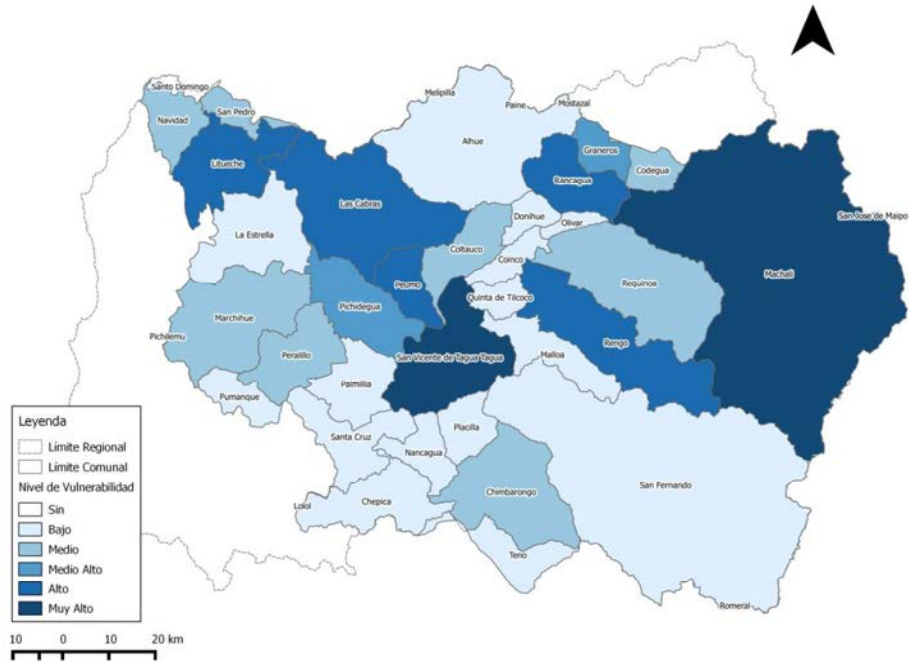 Santo Domingo
Melipilla
Navidad
San Pedro
Paine
Mostazal
Alhue
Graneros
Litueche
Codegua
Rancagua
Las Cabras
Donihue
Olivar
San Jose de Maipo
La Estrella
Coltauco
Coinco
Machali
Peumo
Requinoa
Quinta de Tilcoco
Pichidegua
Marchihue
Pichilemu
Rengo
Peralillo
San Vicente de Tagua Tagua
Malloa
Palmillla
Pumanque
Placilla
Santa Cruz
Nancagua
San Fernando
Chimbarongo
Lolol
Chepica
Teno
Romeral
Leyenda
Límite Regional
Límite Comunal
Nivel de Vulnerabilidad
Sin
Bajo
Medio
Medio Alto
Alto
Muy Alto
10 0 10 20 km